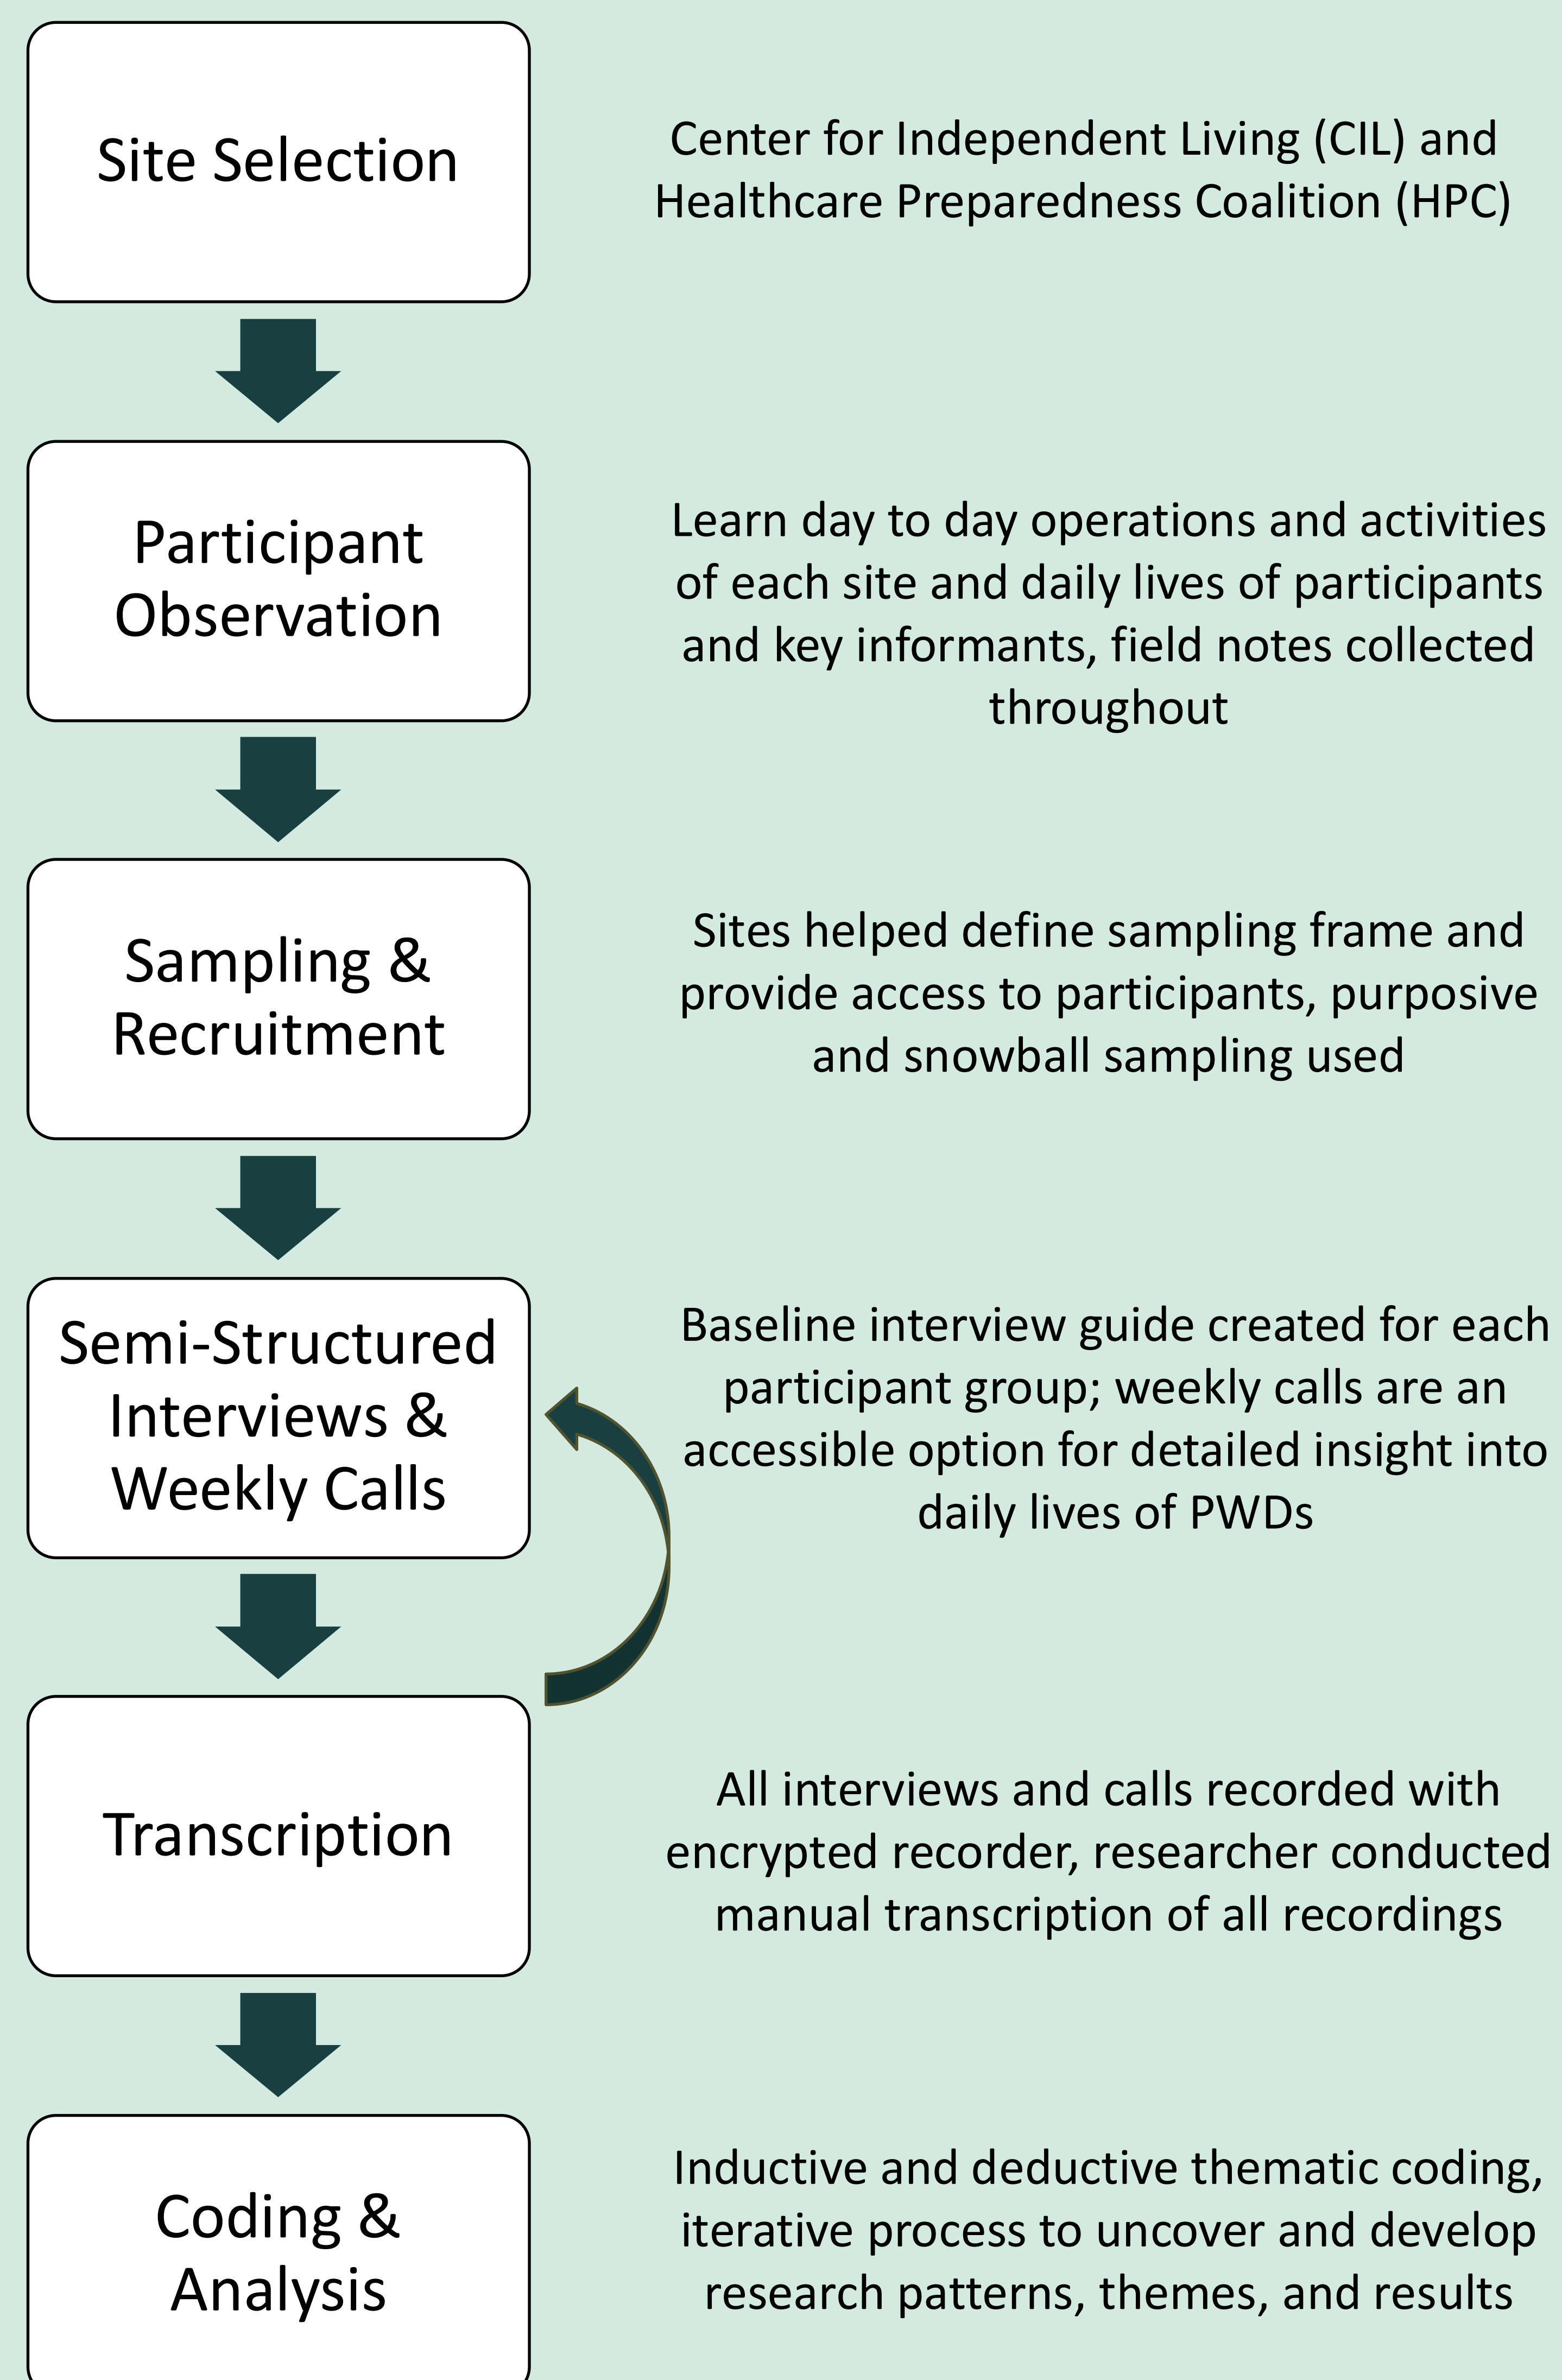 Site Selection
Center for Independent Living (CIL) and
Healthcare Preparedness Coalition (HPC)
Participant
Observation
Learn day to day operations and activities
of each site and daily lives of participants
and key informants, field notes collected
throughout
Sampling &
Recruitment
Sites helped define sampling frame and
provide access to participants, purposive
and snowball sampling used
Semi-Structured
Interviews &
Weekly Calls
Baseline interview guide created for each
participant group; weekly calls are an
accessible option for detailed insight into
daily lives of PWDs
Transcription
All interviews and calls recorded with
encrypted recorder, researcher conducted
manual transcription of all recordings
Coding &
Analysis
Inductive and deductive thematic coding,
iterative process to uncover and develop
research patterns, themes, and results